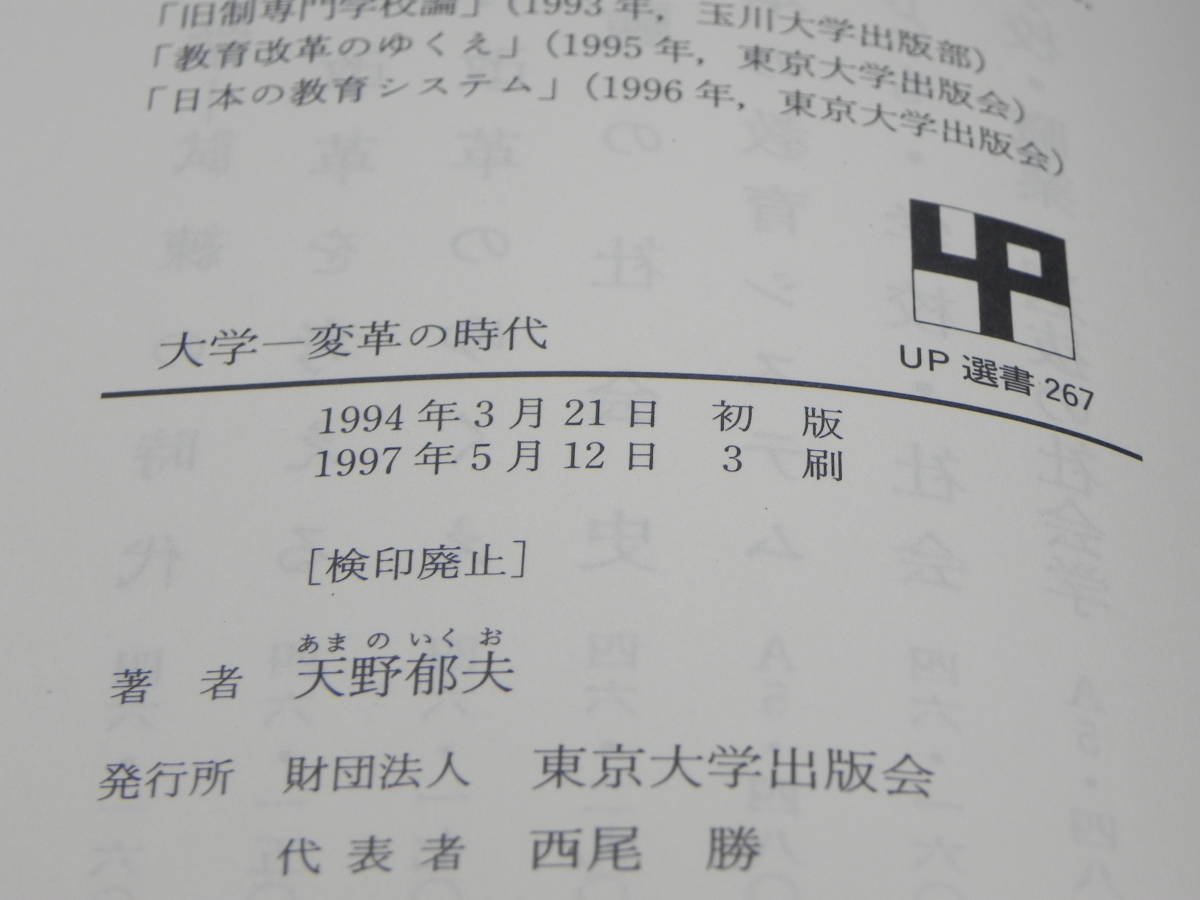 「旧制専門学校論」(1993年，玉川大学出版部)
「教育改革のゆくえ」(1995年，東京大学出版会)
「日本の教育システム」(1996年，東京大学出版会)
UP
UP 選書 267
大学―変革の時代
1994年3月21日 初 版
1997年5月12日 3 刷
[検印廃止]
あまの いくお
著 者 天野郁夫
発行所 財団法人 東京大学出版会
代表者 西尾 勝